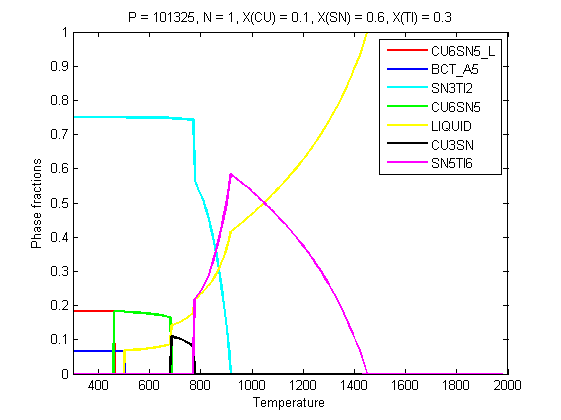 P = 101325, N = 1, X(CU) = 0.1, X(SN) = 0.6, X(TI) = 0.3
1
0.9
0.8
0.7
0.6
0.5
0.4
0.3
0.2
0.1
0
Phase fractions
CU6SN5_L
BCT_A5
SN3TI2
CU6SN5
LIQUID
CU3SN
SN5TI6
400 600 800 1000 1200 1400 1600 1800 2000
Temperature